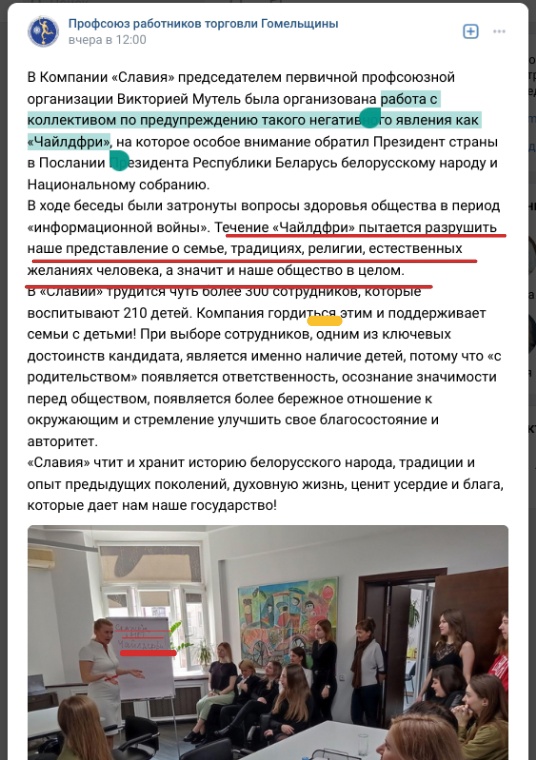 Профсоюз работников торговли Гомельщины
вчера в 12:00
В Компании «Славия» председателем первичной профсоюзной
организации Викторией Мутель была организована работа с
коллективом по предупреждению такого негативного явления как
«Чайлдфри», на которое особое внимание обратил Президент страны
в Послании Президента Республики Беларусь белорусскому народу и
Национальному собранию.
В ходе беседы были затронуты вопросы здоровья общества в период
«информационной войны». Течение «Чайлдфри» пытается разрушить
наше представление о семье, традициях, религии, естественных
желаниях человека, а значит и наше общество в целом.
В «Славии» трудится чуть более 300 сотрудников, которые
воспитывают 210 детей. Компания гордиться этим и поддерживает
семьи с детьми! При выборе сотрудников, одним из ключевых
достоинств кандидата, является именно наличие детей, потому что «с
родительством» появляется ответственность, осознание значимости
перед обществом, появляется более бережное отношение к
окружающим и стремление улучшить свое благосостояние и
авторитет.
«Славия» чтит и хранит историю белорусского народа, традиции и
опыт предыдущих поколений, духовную жизнь, ценит усердие и блага,
которые дает нам наше государство!